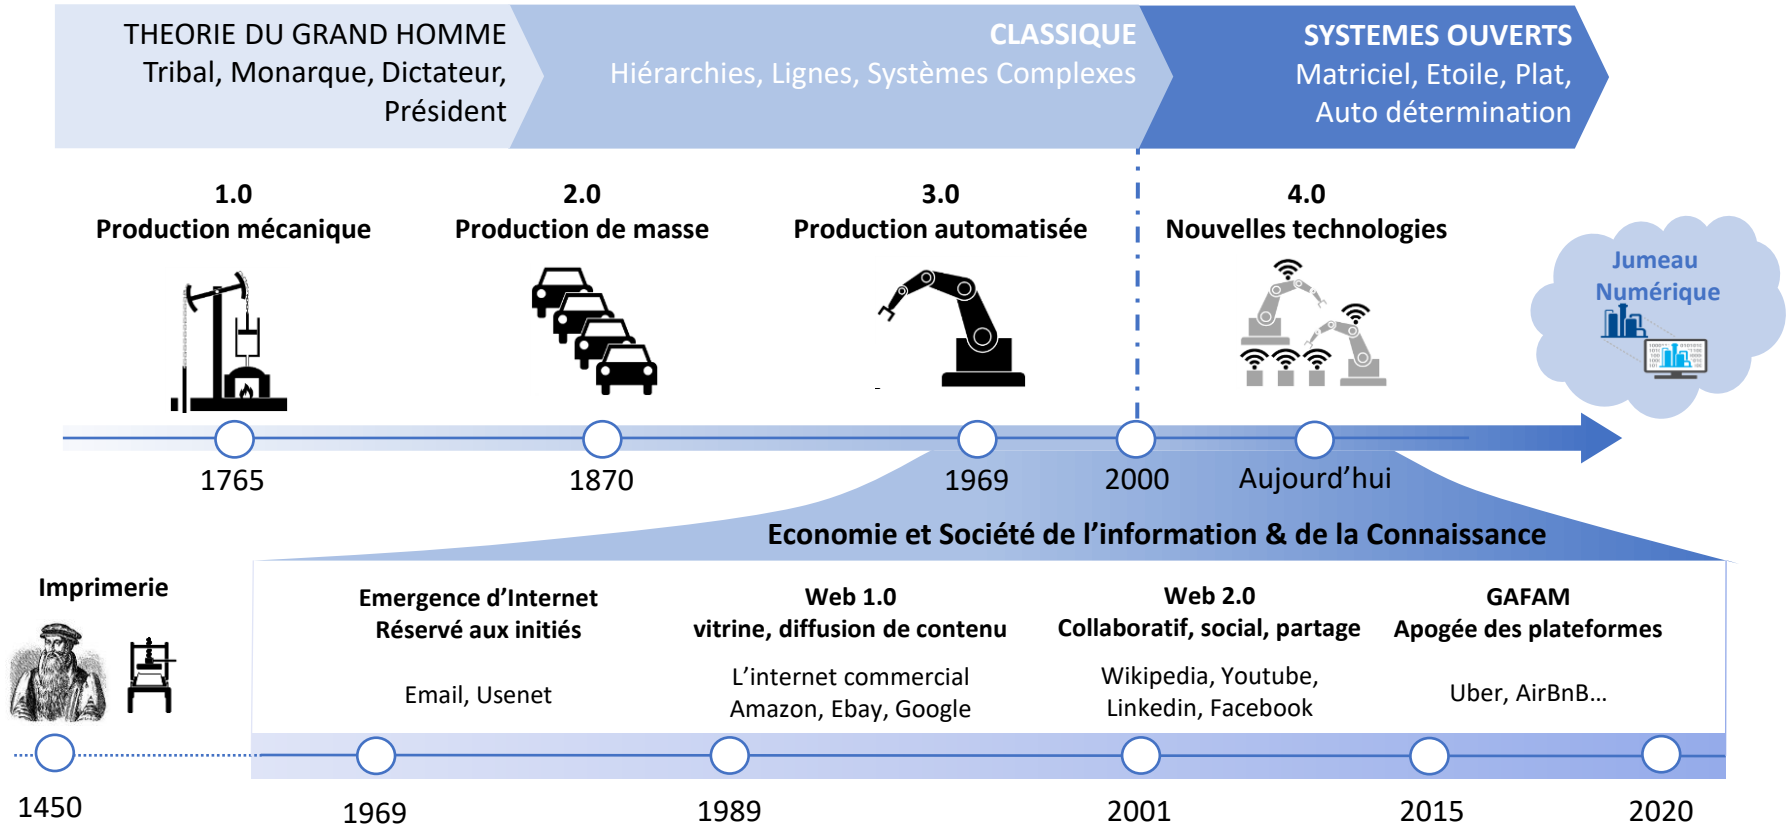 THEORIE DU GRAND HOMME
Tribal, Monarque, Dictateur,
Président
CLASSIQUE
Hiérarchies, Lignes, Systèmes Complexes
SYSTEMES OUVERTS
Matriciel, Etoile, Plat,
Auto détermination
1.0
Production mécanique
2.0
Production de masse
3.0
Production automatisée
4.0
Nouvelles technologies
Jumeau
Numérique
1765
1870
1969
2000
Aujourd’hui
Economie et Société de l’information & de la Connaissance
Imprimerie
Emergence d’Internet
Réservé aux initiés
Email, Usenet
Web 1.0
vitrine, diffusion de contenu
L’internet commercial
Amazon, Ebay, Google
Web 2.0
Collaboratif, social, partage
Wikipedia, Youtube,
Linkedin, Facebook
GAFAM
Apogée des plateformes
Uber, AirBnB…
1450
1969
1989
2001
2015
2020